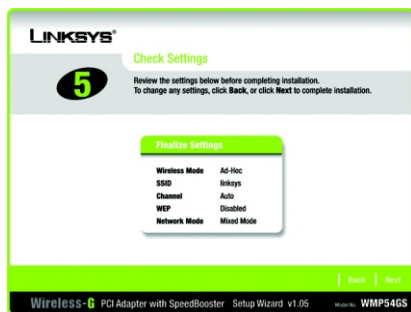 LINKSYS®
5
Check Settings
Review the settings below before completing installation.
To change any settings, click Back, or click Next to complete installation.
Finalize Settings
Wireless Mode Ad-Hoc
SSID linksys
Channel Auto
WEP Disabled
Network Mode Mixed Mode
Back Next
Wireless-G PCI Adapter with SpeedBooster Setup Wizard v1.05 Model No. WMP54GS